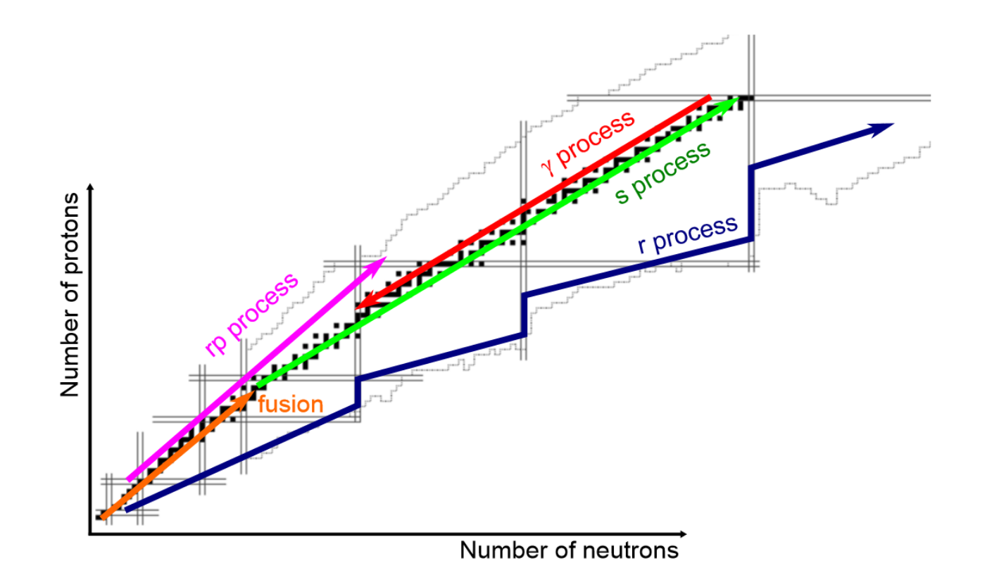 γ process
s process
r process
rp process
fusion
Number of protons
Number of neutrons